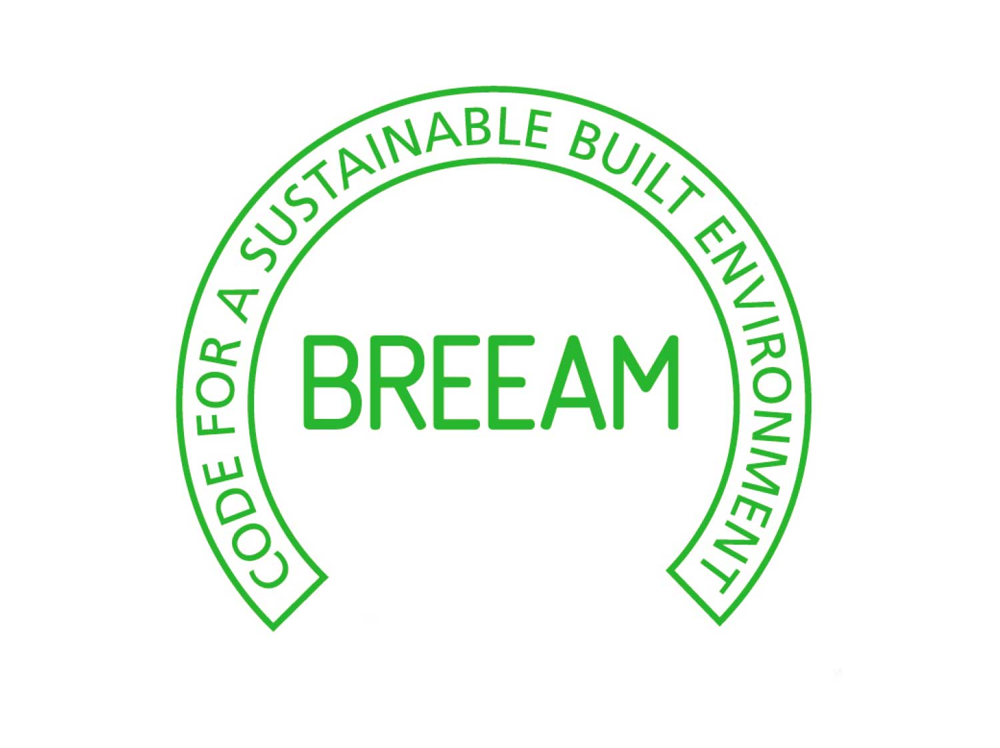 CODE FOR A SUSTAINABLE BUILT ENVIRONMENT
BREEAM